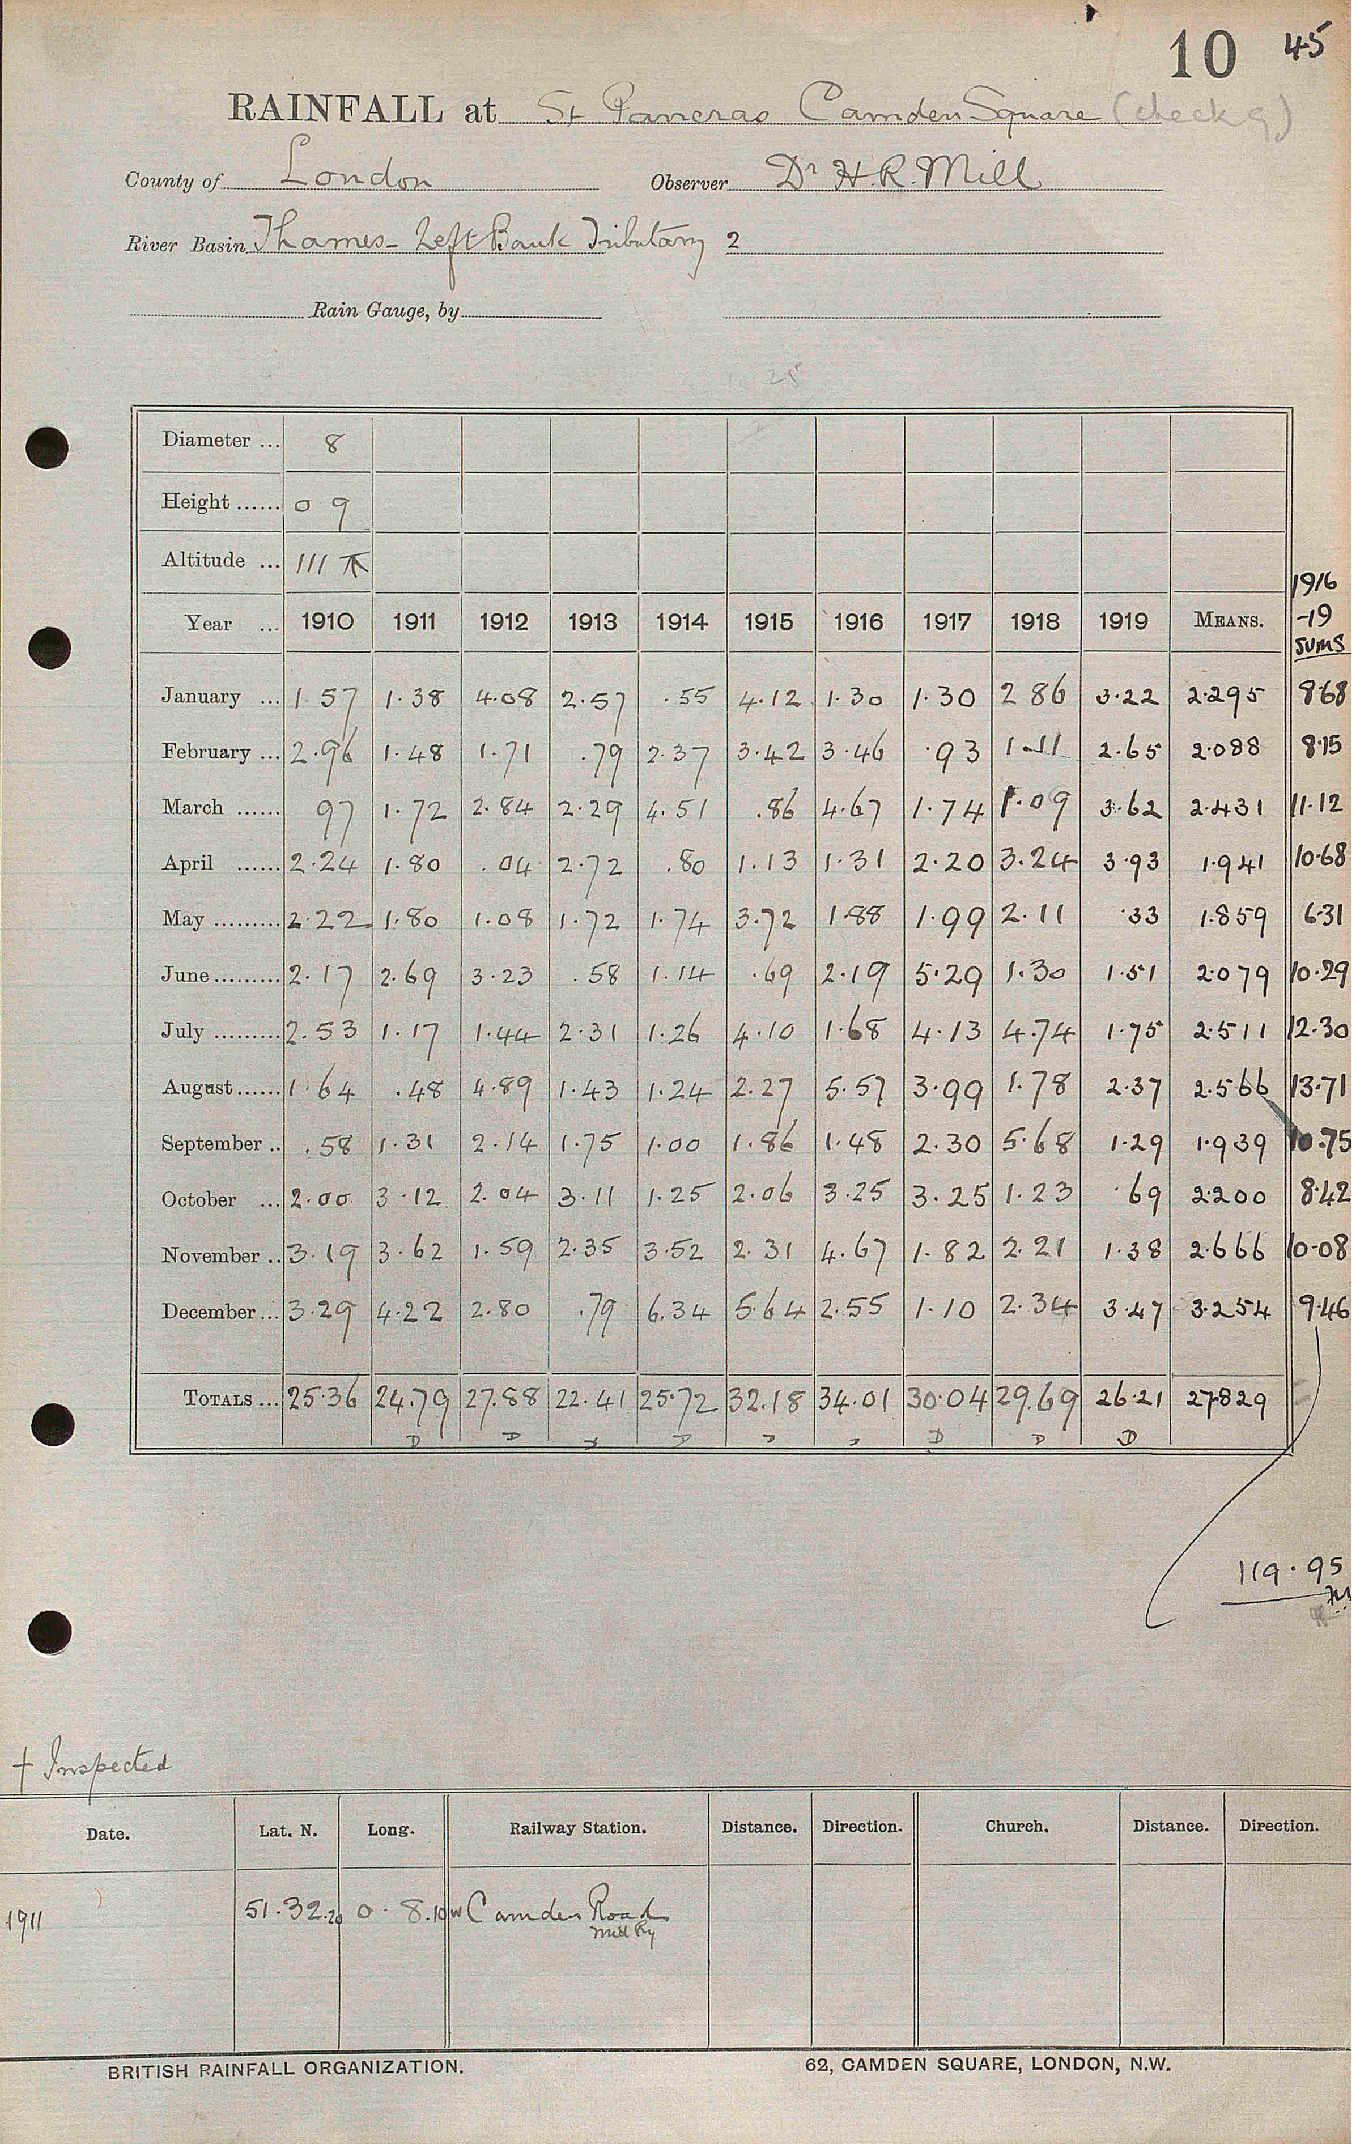 10 45
RAINFALL at St Pancras Camden Square (check g)
County of London Observer Dr H. R. Mill
River Basin Thames - Left Bank Tributary 2
Rain Gauge, by
Diameter ... 8
Height ...... 0 9
Altitude ... 111
1916
Year ... 1910 1911 1912 1913 1914 1915 1916 1917 1918 1919 MEANS. -19
SUMS
January ... 1.57 1.38 4.08 2.57 .55 4.12 1.30 1.30 2 86 3.22 2.295 8.68
February ... 2.96 1.48 1.71 .79 2.37 3.42 3.46 .93 1.11 2.65 2.088 8.15
March ...... 97 1.72 2.84 2.29 4.51 .86 4.67 1.74 1.09 3.62 2.431 11.12
April ...... 2.24 1.80 .04 2.72 .80 1.13 1.31 2.20 3.24 3.93 1.941 10.68
May ......... 2.22 1.80 1.08 1.72 1.74 3.72 1.88 1.99 2.11 .33 1.859 6.31
June ......... 2.17 2.69 3.23 .58 1.14 .69 2.19 5.29 1.30 1.51 2.079 10.29
July ......... 2.53 1.17 1.44 2.31 1.26 4.10 1.68 4.13 4.74 1.75 2.511 12.30
August ...... 1.64 .48 4.89 1.43 1.24 2.27 5.57 3.99 1.78 2.37 2.566 13.71
September .. .58 1.31 2.14 1.75 1.00 1.86 1.48 2.30 5.68 1.29 1.939 10.75
October ... 2.00 3.12 2.04 3.11 1.25 2.06 3.25 3.25 1.23 .69 2.200 8.42
November .. 3.19 3.62 1.59 2.35 3.52 2.31 4.67 1.82 2.21 1.38 2.666 10.08
December ... 3.29 4.22 2.80 .79 6.34 5.64 2.55 1.10 2.34 3.47 3.254 9.46
TOTALS ... 25.36 24.79 27.88 22.41 25.72 32.18 34.01 30.04 29.69 26.21 27.829
D D D D D
119.95
+ Inspected
Date. Lat. N. Long. Railway Station. Distance. Direction. Church. Distance. Direction.
1911 51.32.20 0.8.10 W Camden Road
Mid Ry
BRITISH RAINFALL ORGANIZATION. 62, CAMDEN SQUARE, LONDON, N.W.